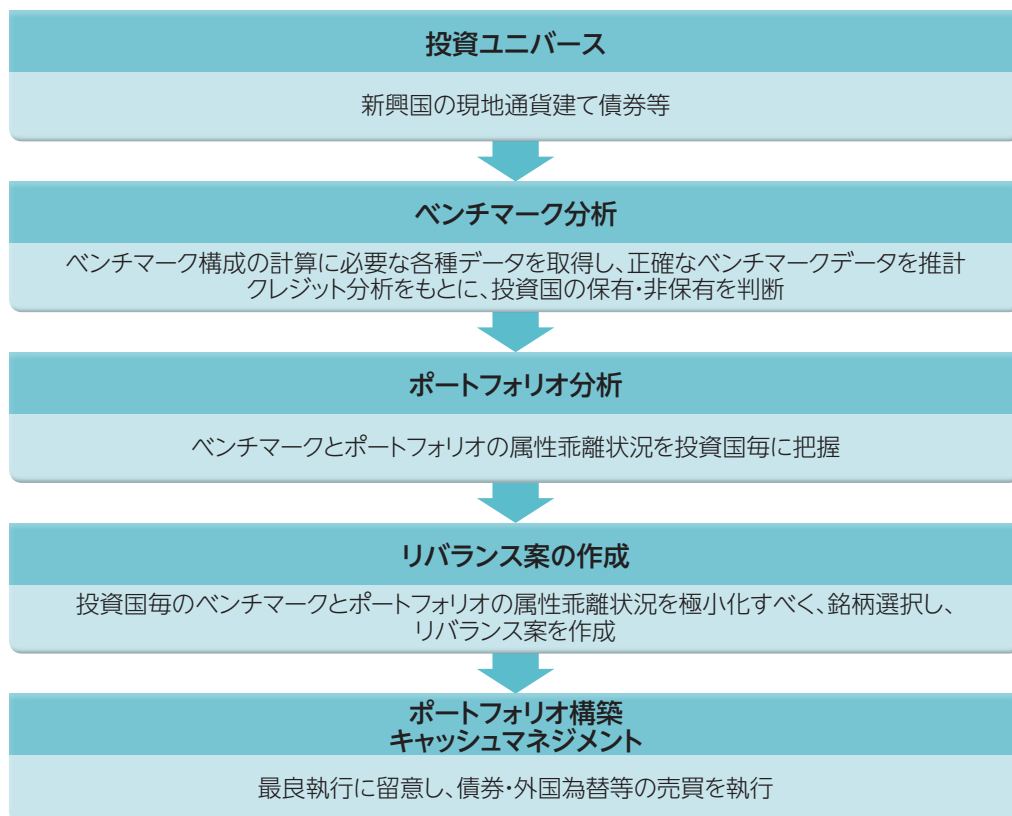 投資ユニバース
新興国の現地通貨建て債券等
ベンチマーク分析
ベンチマーク構成の計算に必要な各種データを取得し、正確なベンチマークデータを推計
クレジット分析をもとに、投資国の保有・非保有を判断
ポートフォリオ分析
ベンチマークとポートフォリオの属性乖離状況を投資国毎に把握
リバランス案の作成
投資国毎のベンチマークとポートフォリオの属性乖離状況を極小化すべく、銘柄選択し、
リバランス案を作成
ポートフォリオ構築
キャッシュマネジメント
最良執行に留意し、債券・外国為替等の売買を執行